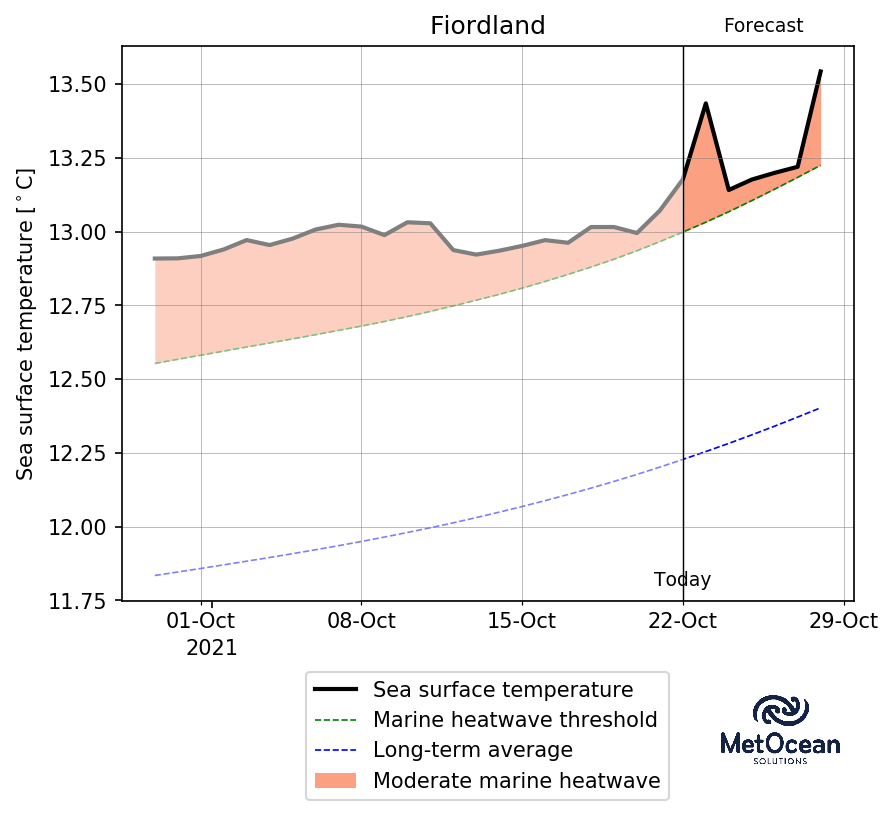 Fiordland
Forecast
Sea surface temperature [°C]
13.50
13.25
13.00
12.75
12.50
12.25
12.00
11.75
Today
01-Oct 08-Oct 15-Oct 22-Oct 29-Oct
2021
Sea surface temperature
Marine heatwave threshold
Long-term average
Moderate marine heatwave
MetOcean
SOLUTIONS